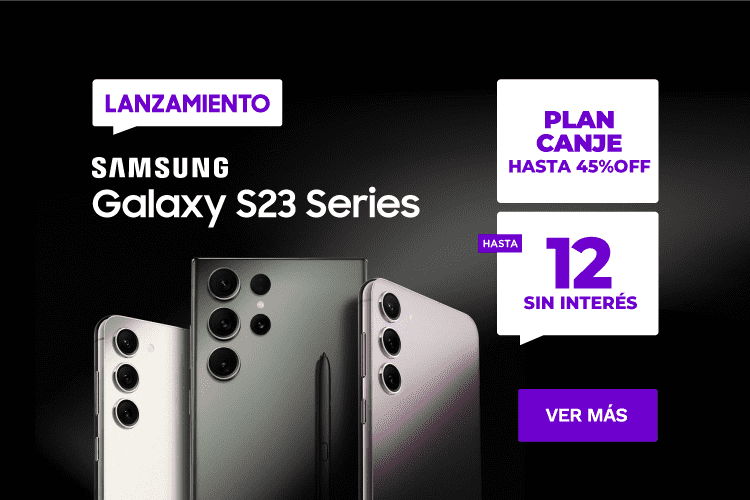 LANZAMIENTO
SAMSUNG
Galaxy S23 Series
PLAN
CANJE
HASTA 45%OFF
HASTA
12
SIN INTERÉS
VER MÁS